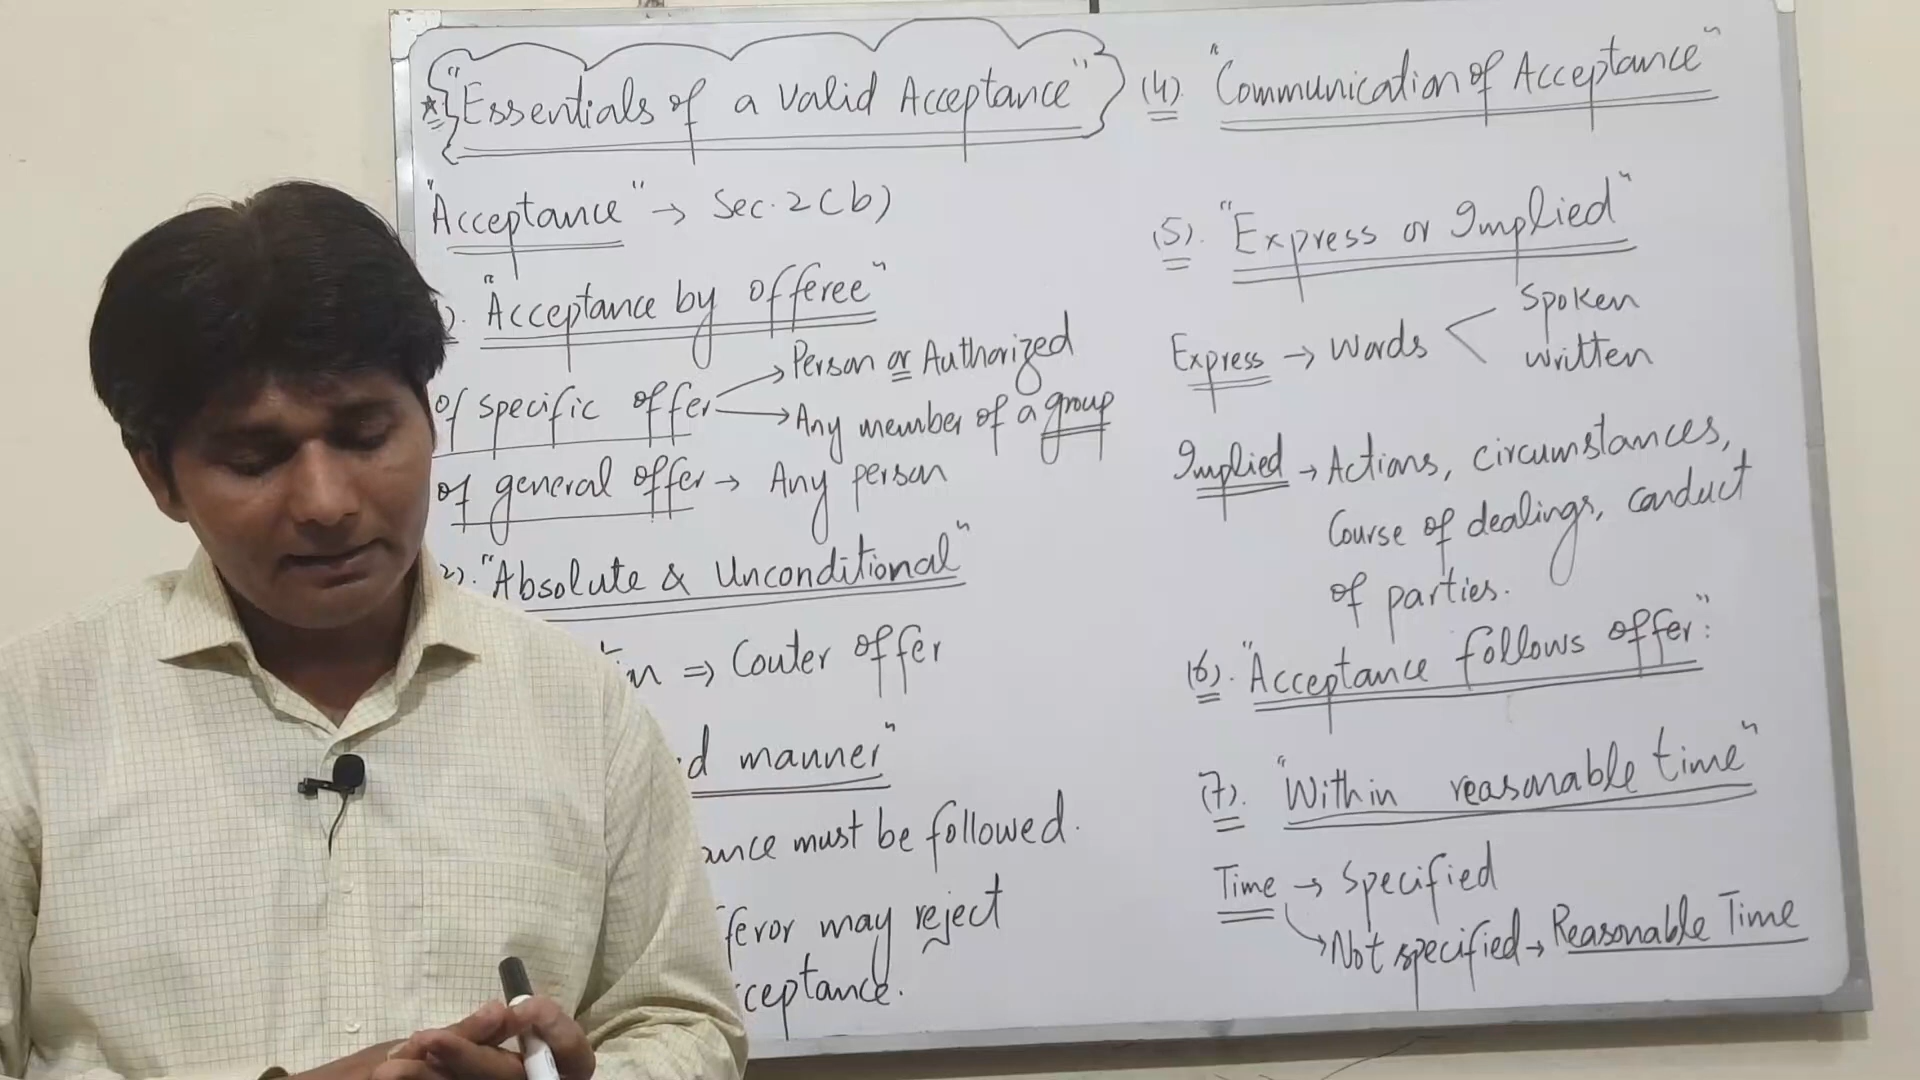 "Essentials of a Valid Acceptance"
"Acceptance" → Sec. 2(b)
"Acceptance by offeree"
of specific offer → Person or Authorized
→ Any member of a group
of general offer → Any person
2). "Absolute & Unconditional"
⇒ Couter offer
manner"
must be followed.
may reject
(4). "Communication of Acceptance"
(5). "Express or Implied"
Express → Words < Spoken
written
Implied → Actions, circumstances,
Course of dealings, conduct
of parties.
(6). "Acceptance follows offer":
(7). "Within reasonable time"
Time → Specified
→ Not specified → Reasonable Time